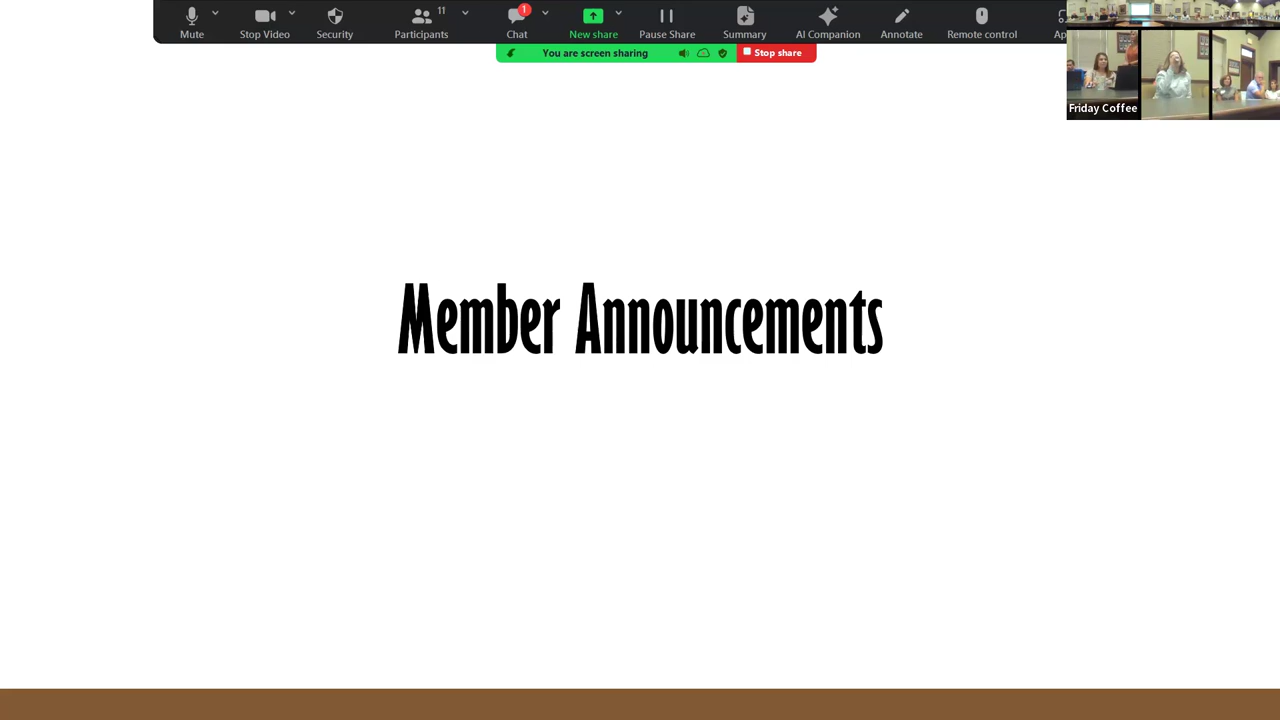 Mute
Stop Video
Security
Participants
11
Chat
1
New share
Pause Share
Summary
AI Companion
Annotate
Remote control
You are screen sharing
Stop share
Friday Coffee
Member Announcements